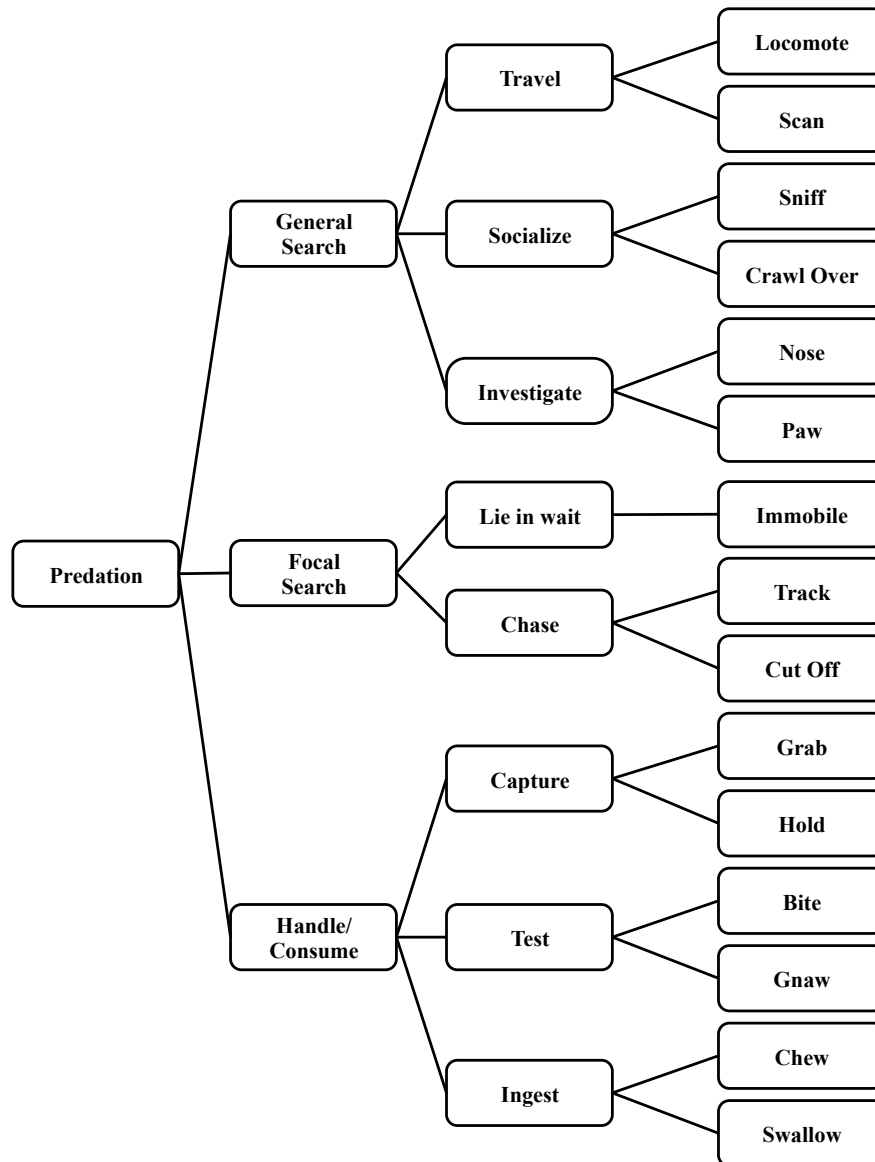 Locomote
Travel
Scan
Sniff
General
Search
Socialize
Crawl Over
Nose
Investigate
Paw
Lie in wait
Immobile
Predation
Focal
Search
Track
Chase
Cut Off
Grab
Capture
Hold
Bite
Handle/
Consume
Test
Gnaw
Chew
Ingest
Swallow